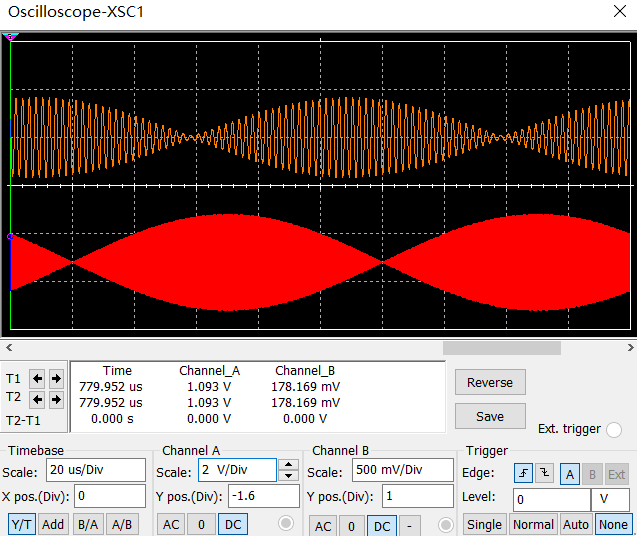 Oscilloscope-XSC1
Time Channel_A Channel_B
T1 779.952 us 1.093 V 178.169 mV
T2 779.952 us 1.093 V 178.169 mV
T2-T1 0.000 s 0.000 V 0.000 V
Reverse
Save
Ext. trigger
Timebase
Scale: 20 us/Div
X pos.(Div): 0
Y/T Add B/A A/B
Channel A
Scale: 2 V/Div
Y pos.(Div): -1.6
AC 0 DC
Channel B
Scale: 500 mV/Div
Y pos.(Div): 1
AC 0 DC -
Trigger
Edge: A B Ext
Level: 0 V
Single Normal Auto None